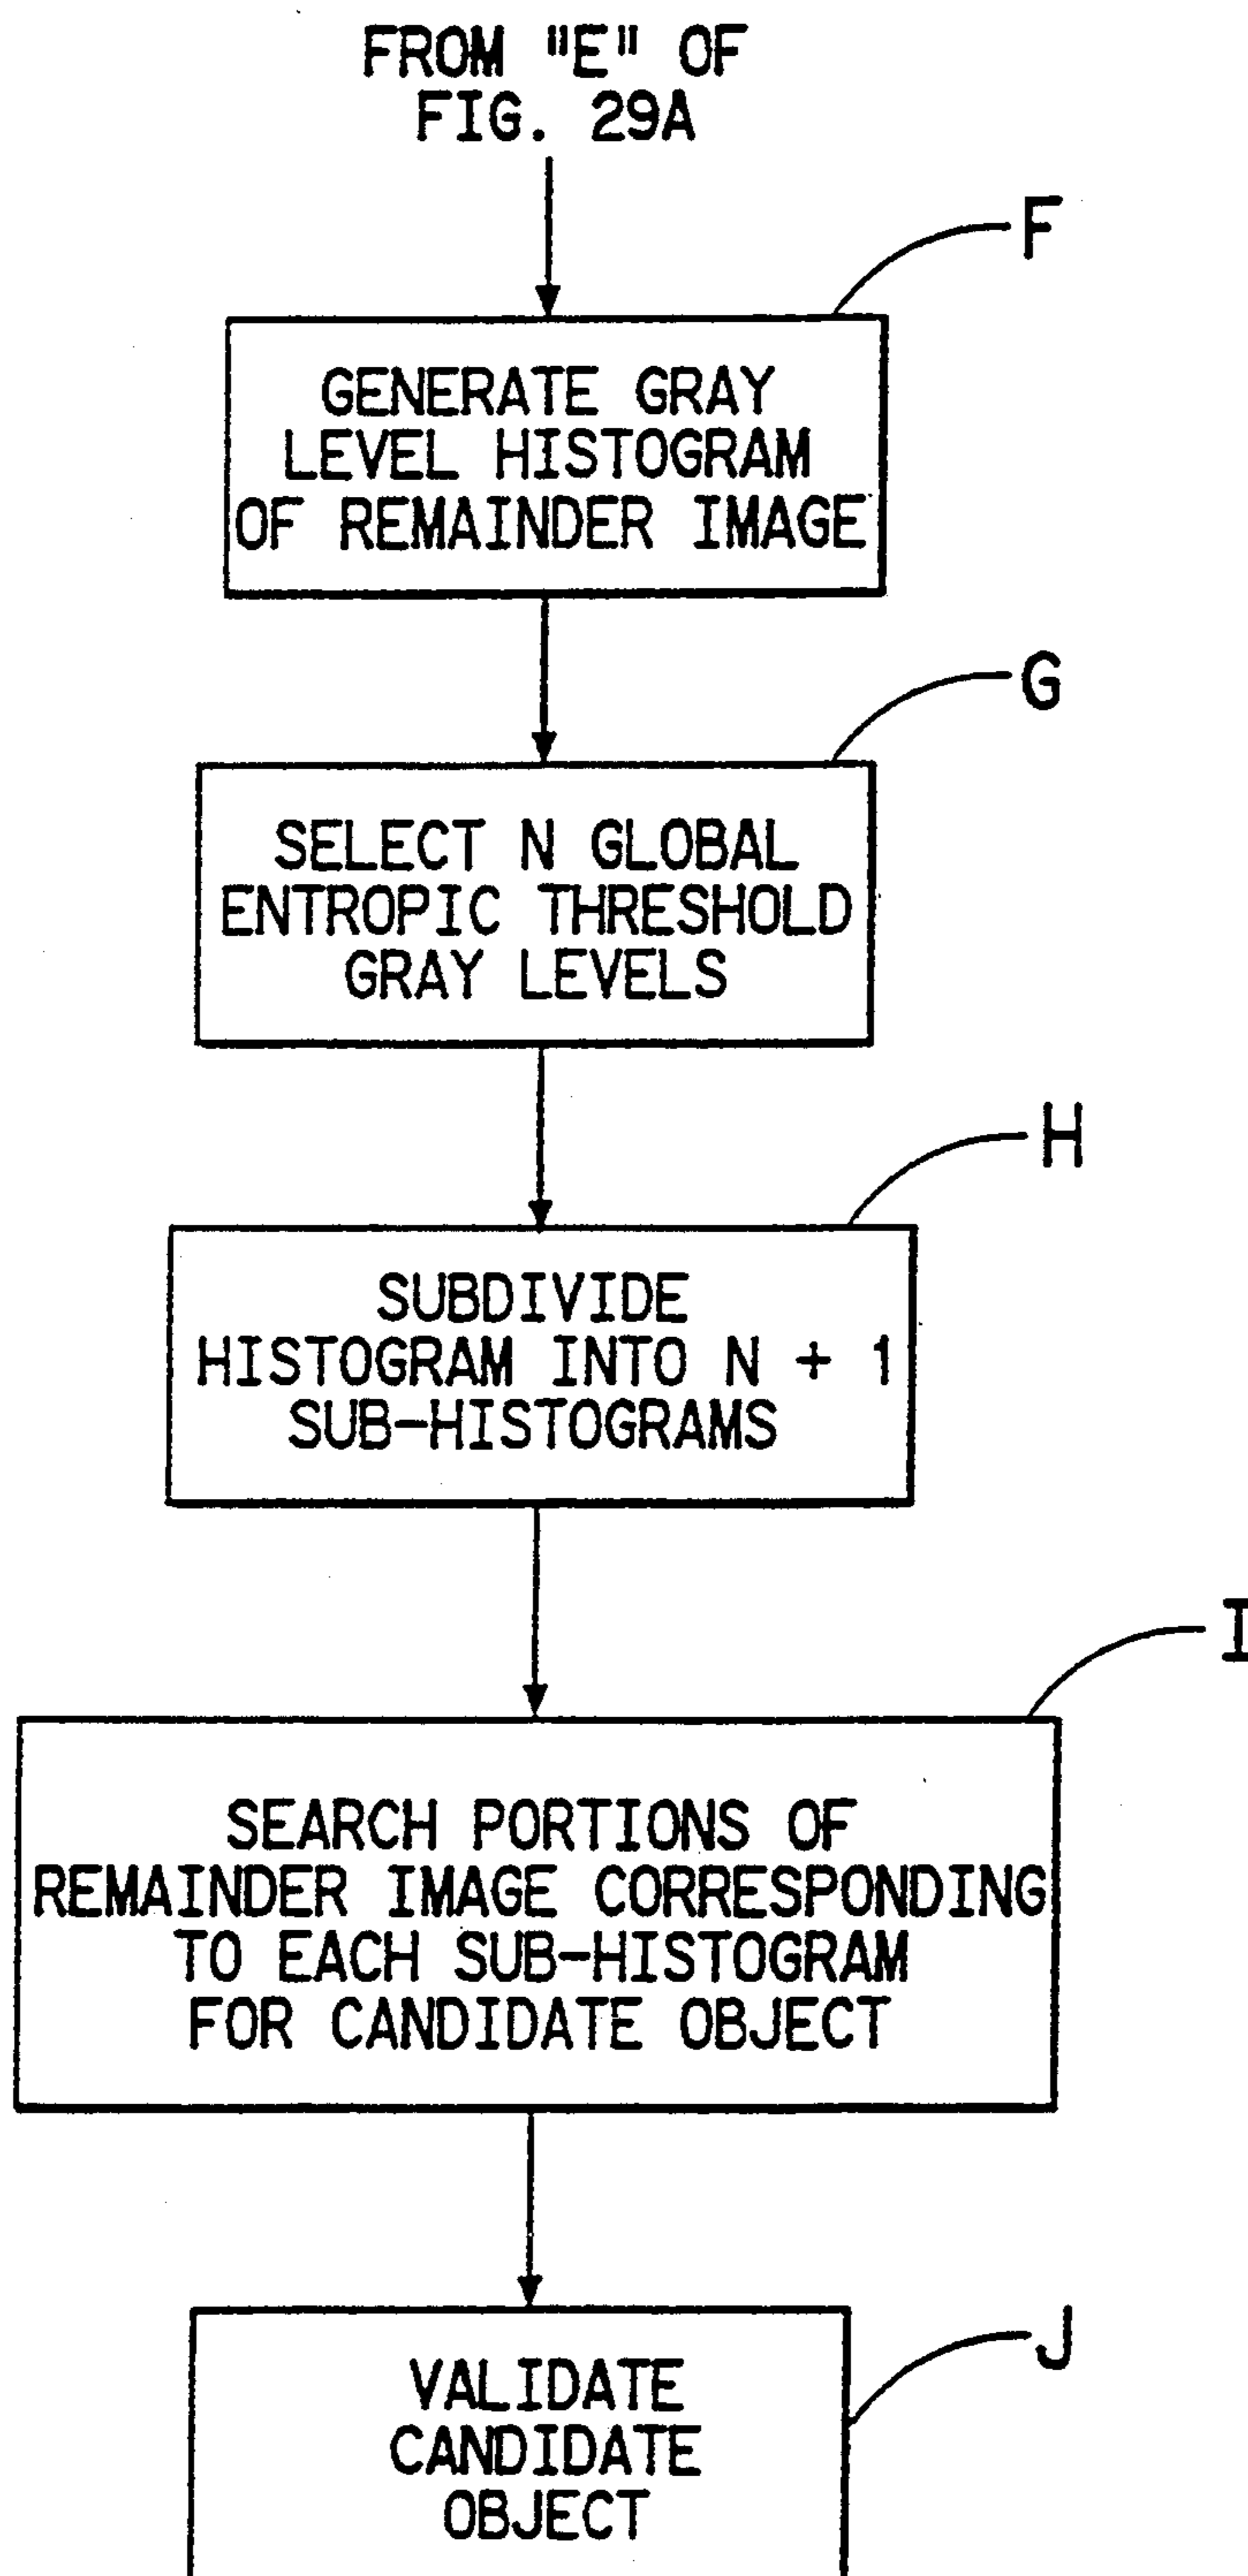 FROM "E" OF
FIG. 29A
F
GENERATE GRAY
LEVEL HISTOGRAM
OF REMAINDER IMAGE
G
SELECT N GLOBAL
ENTROPIC THRESHOLD
GRAY LEVELS
H
SUBDIVIDE
HISTOGRAM INTO N + 1
SUB-HISTOGRAMS
I
SEARCH PORTIONS OF
REMAINDER IMAGE CORRESPONDING
TO EACH SUB-HISTOGRAM
FOR CANDIDATE OBJECT
J
VALIDATE
CANDIDATE
OBJECT